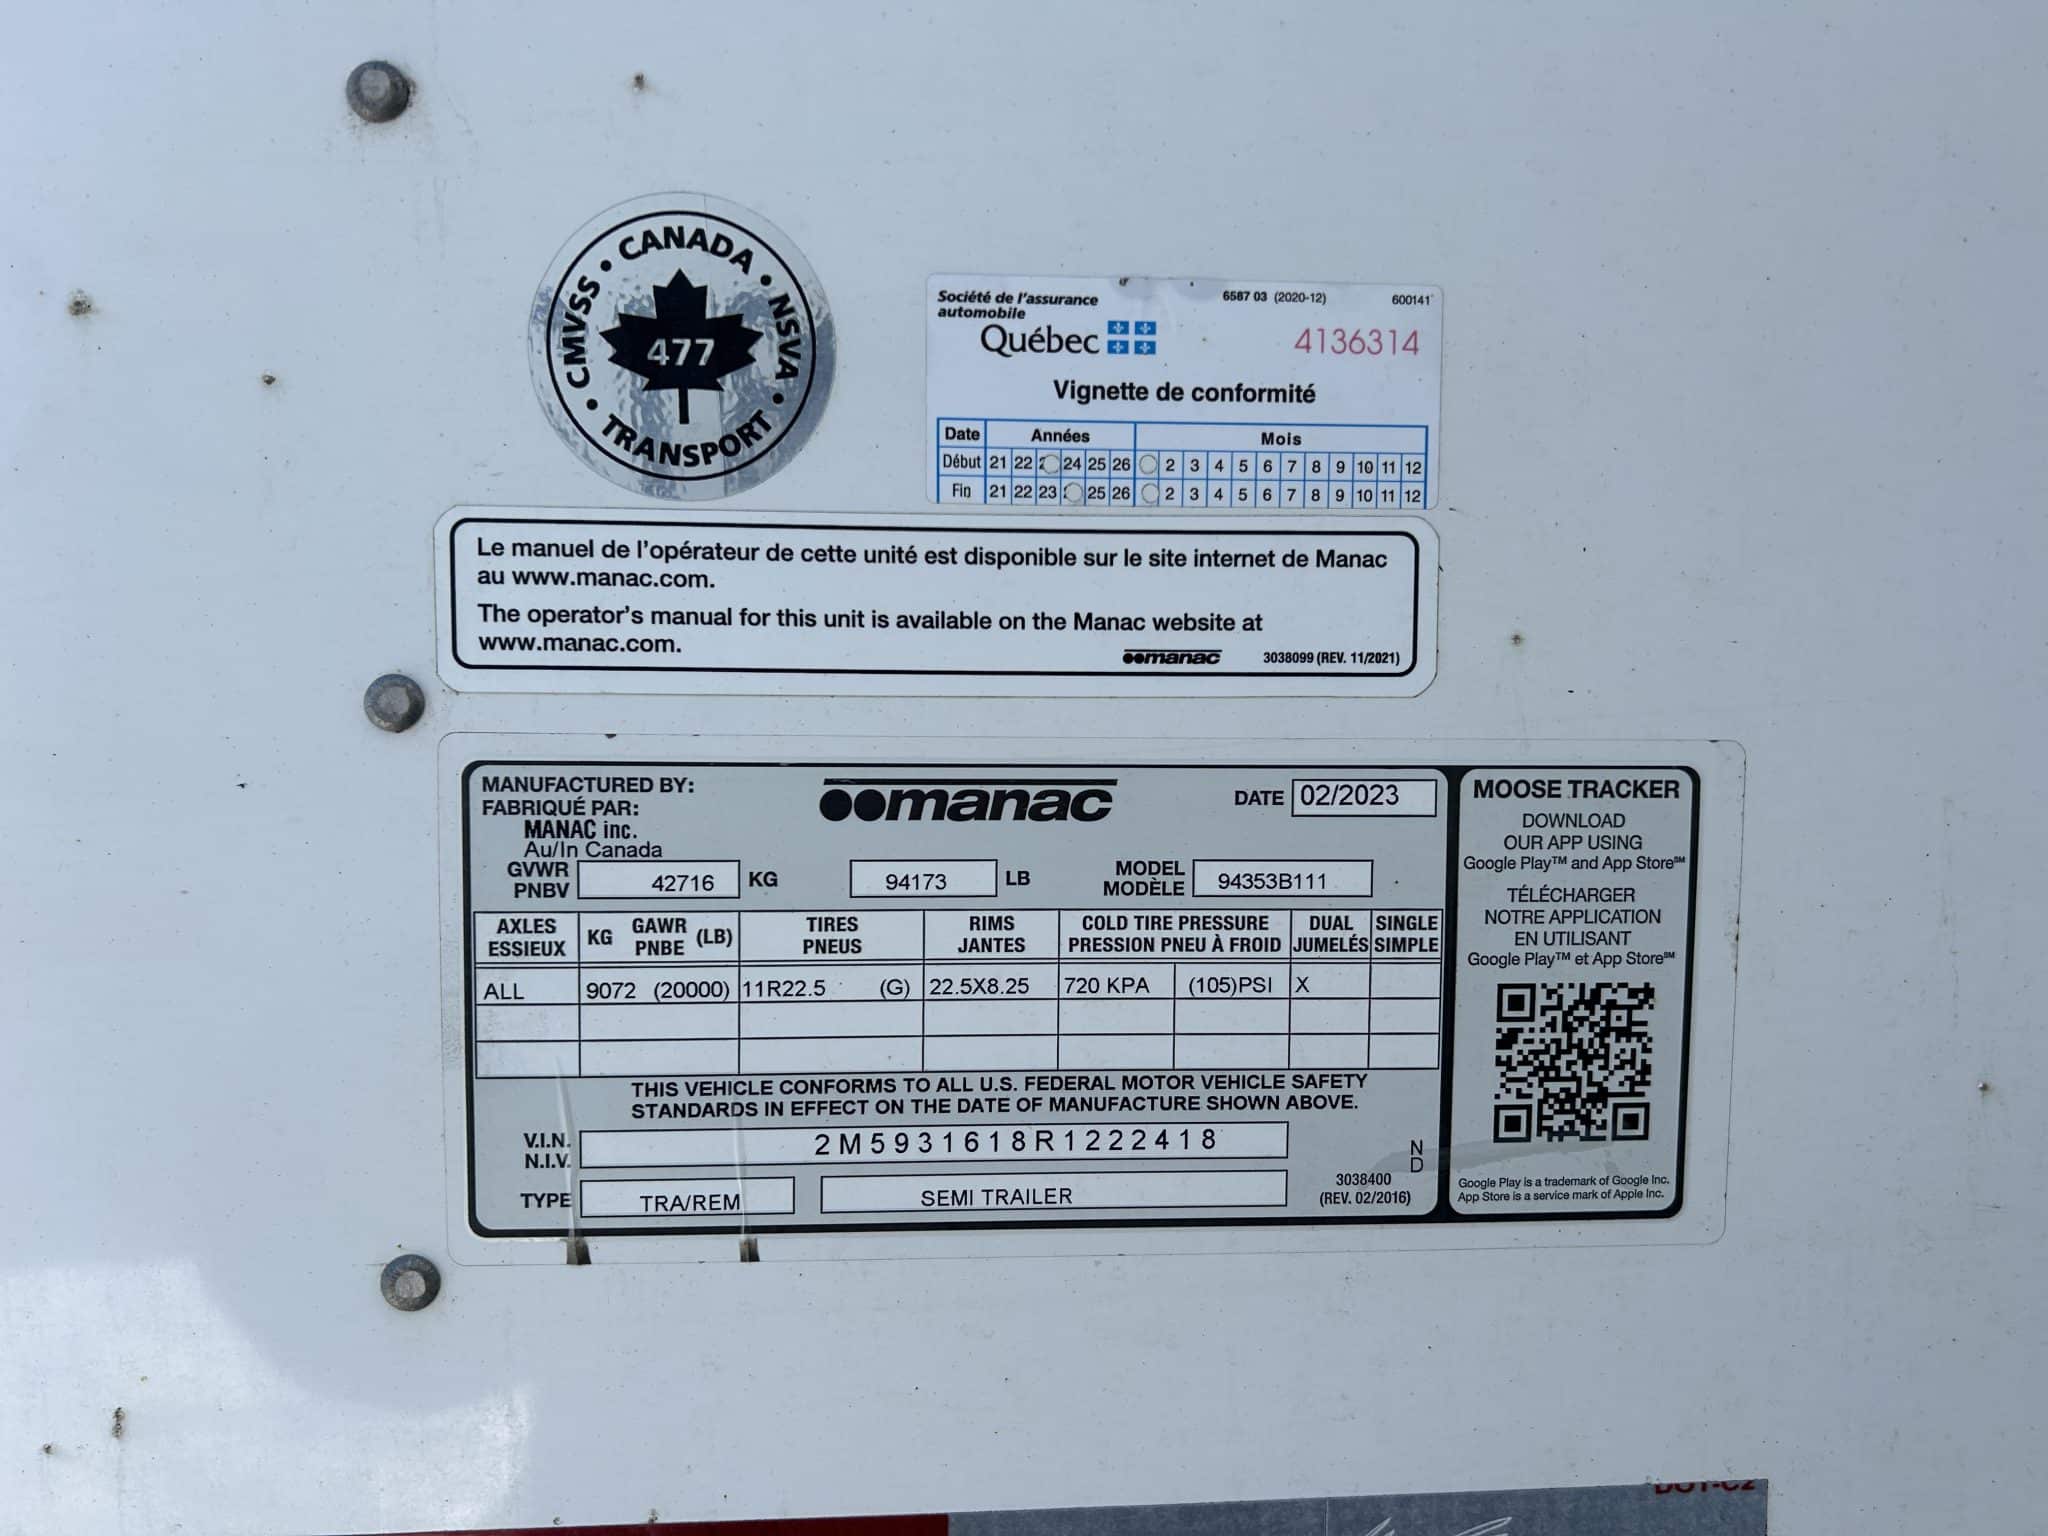 CMVSS • CANADA • NSVA • TRANSPORT •
477
Société de l'assurance
automobile
Québec
6587 03 (2020-12)
600141
4136314
Vignette de conformité
Date Années Mois
Début 21 22 24 25 26 2 3 4 5 6 7 8 9 10 11 12
Fin 21 22 23 25 26 2 3 4 5 6 7 8 9 10 11 12
Le manuel de l'opérateur de cette unité est disponible sur le site internet de Manac
au www.manac.com.
The operator's manual for this unit is available on the Manac website at
www.manac.com.
manac 3038099 (REV. 11/2021)
MANUFACTURED BY:
FABRIQUÉ PAR:
MANAC inc.
Au/In Canada
manac
DATE 02/2023
GVWR
PNBV
42716 KG 94173 LB
MODEL
MODÈLE
94353B111
AXLES
ESSIEUX
KG GAWR (LB)
PNBE
TIRES
PNEUS
RIMS
JANTES
COLD TIRE PRESSURE
PRESSION PNEU À FROID
DUAL
JUMELÉS
SINGLE
SIMPLE
ALL 9072 (20000) 11R22.5 (G) 22.5X8.25 720 KPA (105)PSI X
THIS VEHICLE CONFORMS TO ALL U.S. FEDERAL MOTOR VEHICLE SAFETY
STANDARDS IN EFFECT ON THE DATE OF MANUFACTURE SHOWN ABOVE.
V.I.N.
N.I.V.
2M5931618R1222418
N
D
TYPE TRA/REM SEMI TRAILER
3038400
(REV. 02/2016)
MOOSE TRACKER
DOWNLOAD
OUR APP USING
Google Play™ and App Store℠
TÉLÉCHARGER
NOTRE APPLICATION
EN UTILISANT
Google Play™ et App Store℠
Google Play is a trademark of Google Inc.
App Store is a service mark of Apple Inc.
DOT-C2